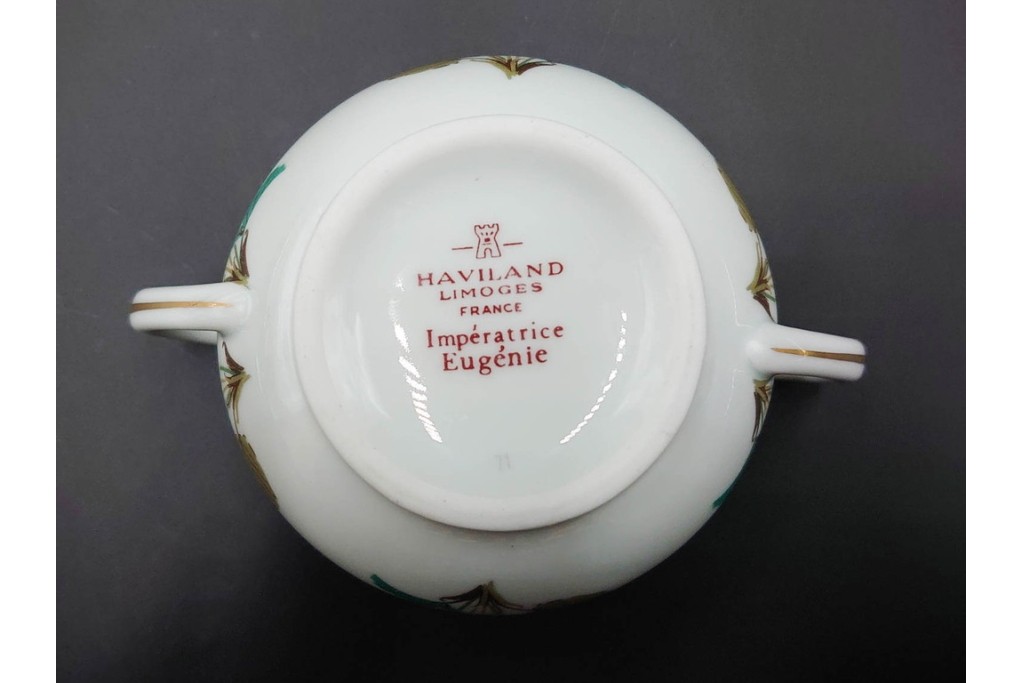 HAVILAND
LIMOGES
FRANCE
Impératrice
Eugénie